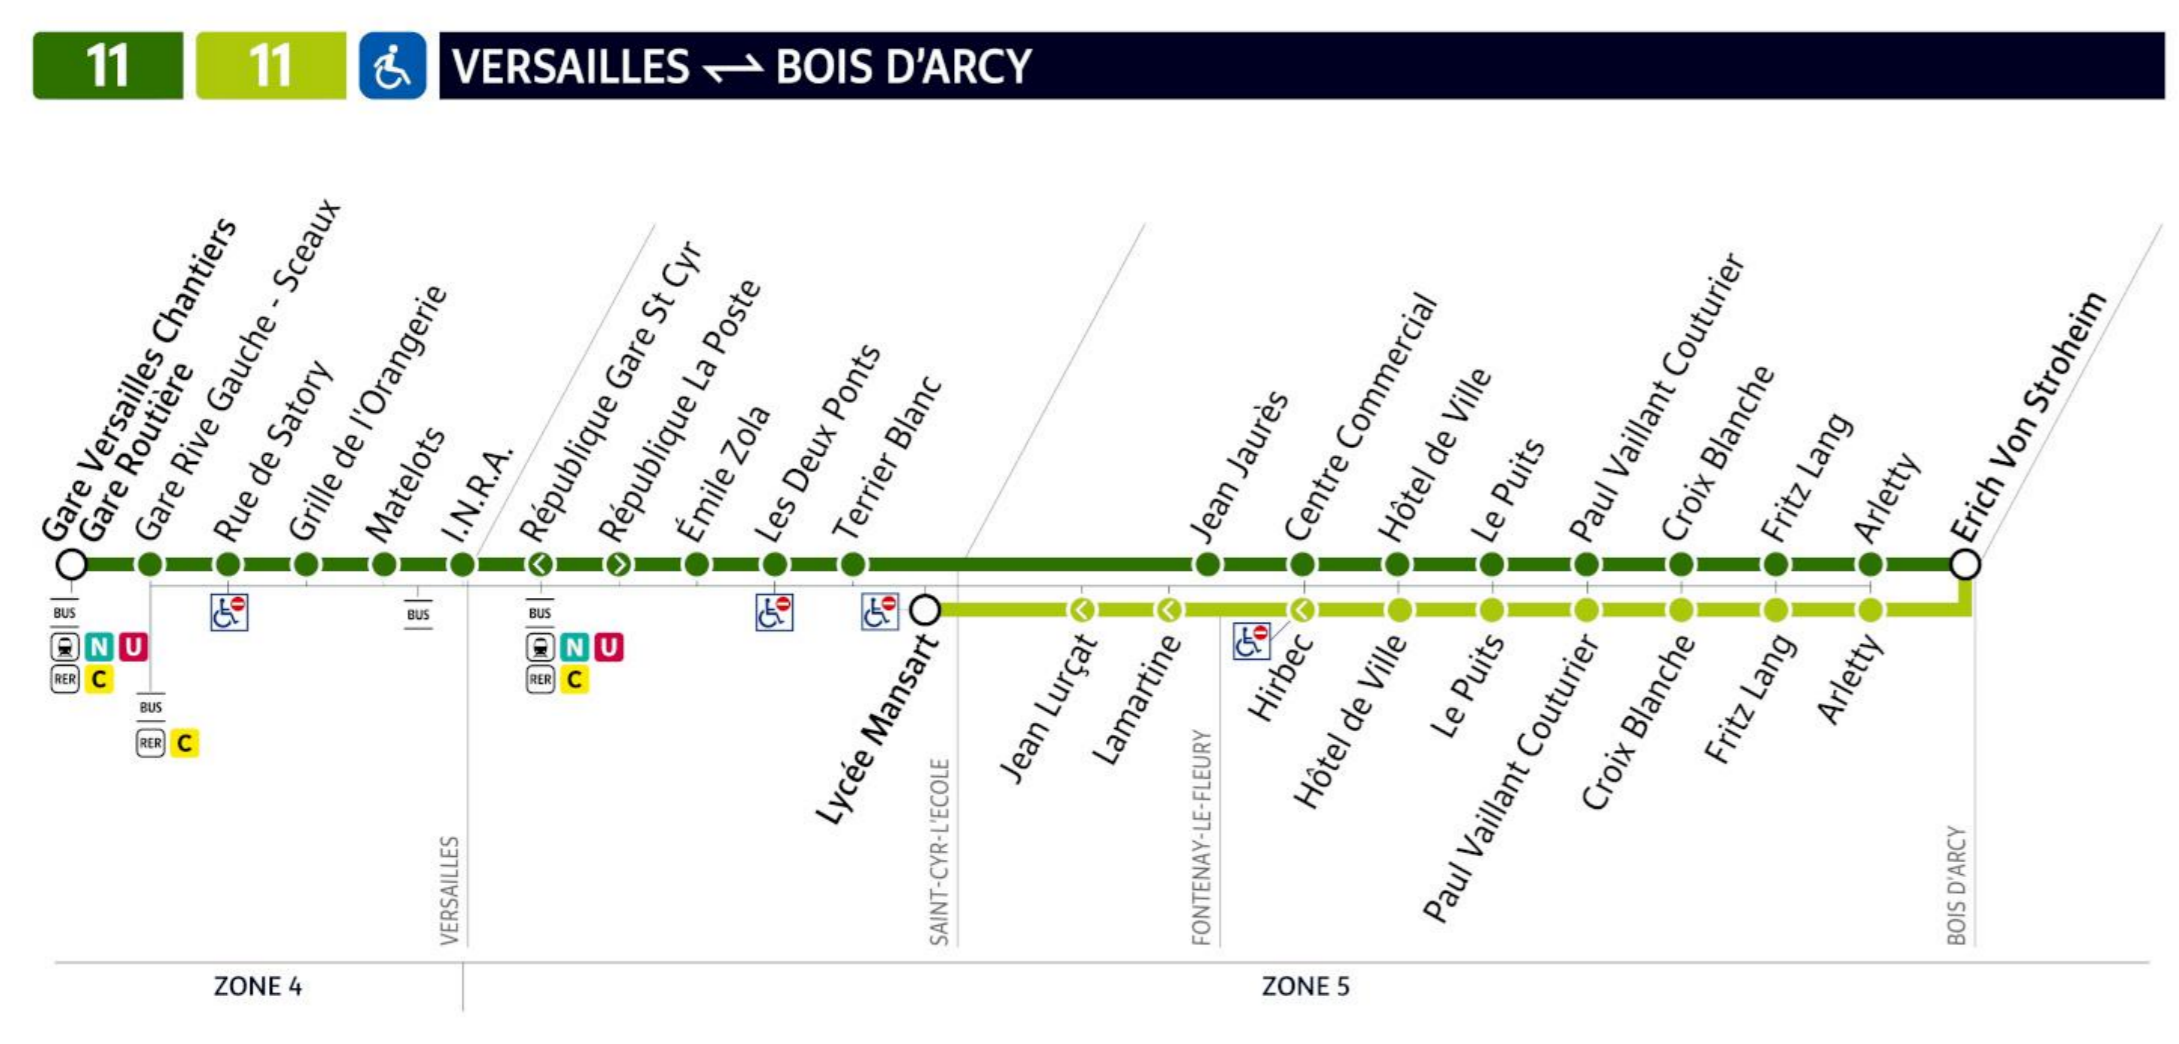 11 11 VERSAILLES ⇌ BOIS D'ARCY
Gare Versailles Chantiers
Gare Routière
Gare Rive Gauche - Sceaux
Rue de Satory
Grille de l'Orangerie
Matelots
I.N.R.A.
République Gare St Cyr
République La Poste
Émile Zola
Les Deux Ponts
Terrier Blanc
Jean Jaurès
Centre Commercial
Hôtel de Ville
Le Puits
Paul Vaillant Couturier
Croix Blanche
Fritz Lang
Arletty
Erich Von Stroheim
BUS
N U
RER C
BUS
RER C
BUS
BUS
N U
RER C
Lycée Mansart
Jean Lurçat
Lamartine
Hirbec
Hôtel de Ville
Le Puits
Paul Vaillant Couturier
Croix Blanche
Fritz Lang
Arletty
VERSAILLES
SAINT-CYR-L'ECOLE
FONTENAY-LE-FLEURY
BOIS D'ARCY
ZONE 4
ZONE 5